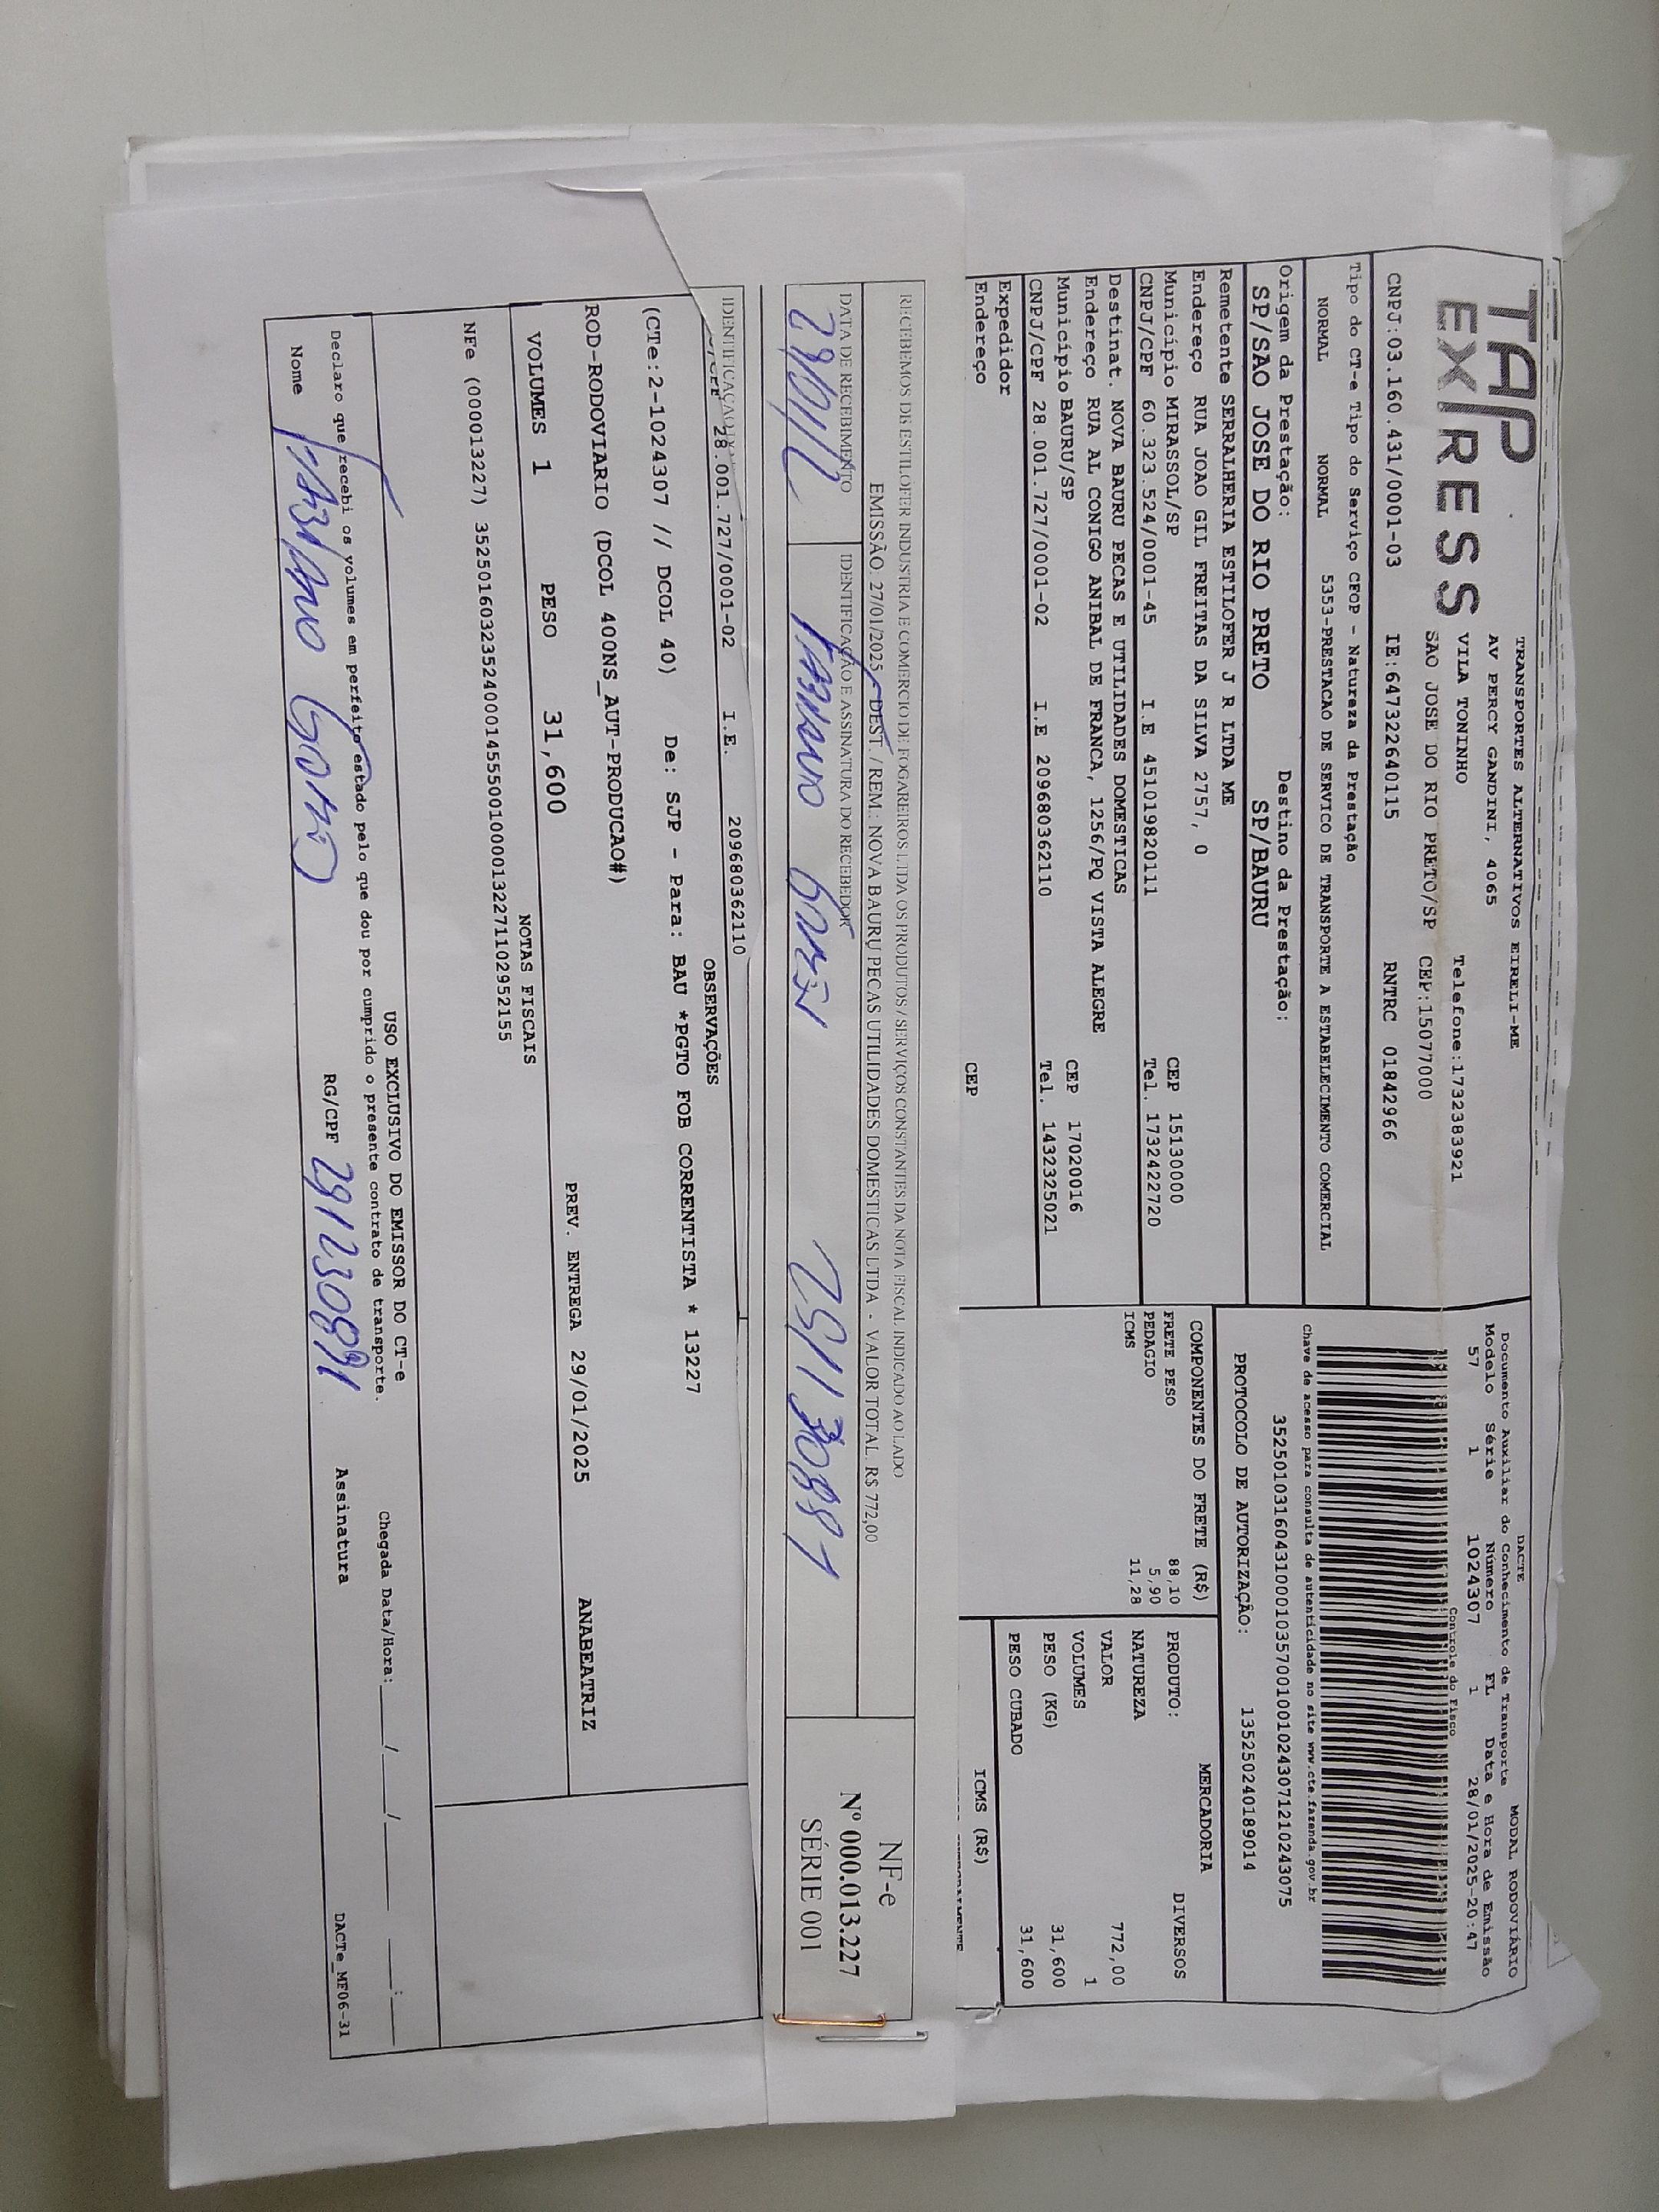 TAP
EXPRESS
TRANSPORTES ALTERNATIVOS EIRELI-ME
AV PERCY GANDINI, 4065
VILA TONINHO Telefone:1732383921
SAO JOSE DO RIO PRETO/SP CEP:15077000
CNPJ:03.160.431/0001-03 IE:647322640115 RNTRC 01842966
Tipo do CT-e Tipo do Serviço CFOP - Natureza da Prestação
NORMAL NORMAL 5353-PRESTACAO DE SERVICO DE TRANSPORTE A ESTABELECIMENTO COMERCIAL
Origem da Prestação: Destino da Prestação:
SP/SAO JOSE DO RIO PRETO SP/BAURU
Remetente SERRALHERIA ESTILOFER J R LTDA ME
Endereço RUA JOAO GIL FREITAS DA SILVA 2757, 0
Município MIRASSOL/SP CEP 15130000
CNPJ/CPF 60.323.524/0001-45 I.E 451019820111 Tel. 1732422720
Destinat. NOVA BAURU PECAS E UTILIDADES DOMESTICAS
Endereço RUA AL CONIGO ANIBAL DE FRANCA, 1256/PQ VISTA ALEGRE
Município BAURU/SP CEP 17020016
CNPJ/CPF 28.001.727/0001-02 I.E 209680362110 Tel. 1432325021
Expedidor
Endereço CEP
DACTE MODAL RODOVIÁRIO
Documento Auxiliar do Conhecimento de Transporte
Modelo Série Número FL Data e Hora de Emissão
57 1 1024307 1 28/01/2025-20:47
Controle do Fisco
Chave de acesso para consulta de autenticidade no site www.cte.fazenda.gov.br
35250103160431000103570010010243071210243075
PROTOCOLO DE AUTORIZAÇÃO: 135250240189014
COMPONENTES DO FRETE (R$)
FRETE PESO 88,10
PEDAGIO 5,90
ICMS 11,28
MERCADORIA
PRODUTO: DIVERSOS
NATUREZA
VALOR 772,00
VOLUMES 1
PESO (KG) 31,600
PESO CUBADO 31,600
ICMS (R$)
RECEBEMOS DE ESTILOFER INDUSTRIA E COMERCIO DE FOGAREIROS LTDA OS PRODUTOS / SERVIÇOS CONSTANTES DA NOTA FISCAL INDICADO AO LADO
EMISSÃO: 27/01/2025 - DEST. / REM.: NOVA BAURU PECAS UTILIDADES DOMESTICAS LTDA - VALOR TOTAL: R$ 772,00
DATA DE RECEBIMENTO IDENTIFICAÇÃO E ASSINATURA DO RECEBEDOR
NF-e
Nº 000.013.227
SÉRIE 001
28.001.727/0001-02 I.E. 209680362110
OBSERVAÇÕES
(CTe:2-1024307 // DCOL 40) De: SJP - Para: BAU *PGTO FOB CORRENTISTA * 13227
ROD-RODOVIARIO (DCOL 400NS_AUT-PRODUCAO#)
VOLUMES 1 PESO 31,600 PREV. ENTREGA 29/01/2025 ANABEATRIZ
NOTAS FISCAIS
NFe (000013227) 35250160323524000145550010000132271102952155
USO EXCLUSIVO DO EMISSOR DO CT-e
Declaro que recebi os volumes em perfeito estado pelo que dou por cumprido o presente contrato de transporte.
Chegada Data/Hora:____/____/______ ____:____
Nome RG/CPF 291230891 Assinatura
DACTe_MF06-31